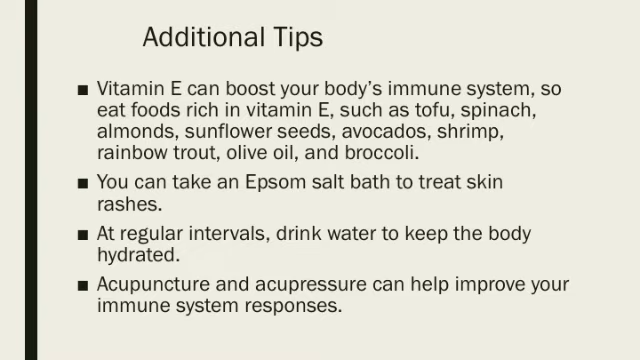 Additional Tips
■ Vitamin E can boost your body's immune system, so
eat foods rich in vitamin E, such as tofu, spinach,
almonds, sunflower seeds, avocados, shrimp,
rainbow trout, olive oil, and broccoli.
■ You can take an Epsom salt bath to treat skin
rashes.
■ At regular intervals, drink water to keep the body
hydrated.
■ Acupuncture and acupressure can help improve your
immune system responses.